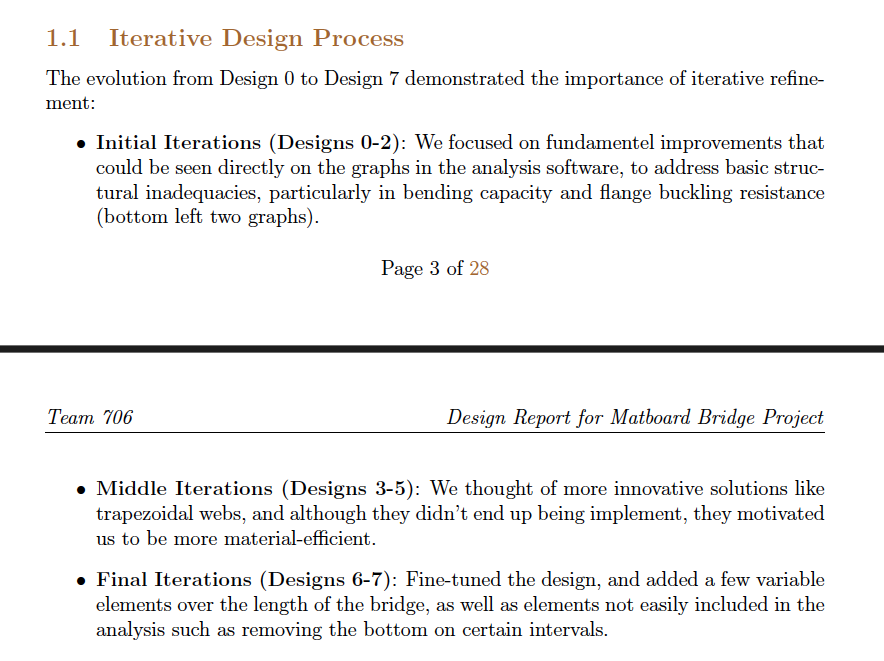 1.1 Iterative Design Process
The evolution from Design 0 to Design 7 demonstrated the importance of iterative refine-
ment:
• Initial Iterations (Designs 0-2): We focused on fundamentel improvements that
could be seen directly on the graphs in the analysis software, to address basic struc-
tural inadequacies, particularly in bending capacity and flange buckling resistance
(bottom left two graphs).
Page 3 of 28
Team 706 Design Report for Matboard Bridge Project
• Middle Iterations (Designs 3-5): We thought of more innovative solutions like
trapezoidal webs, and although they didn't end up being implement, they motivated
us to be more material-efficient.
• Final Iterations (Designs 6-7): Fine-tuned the design, and added a few variable
elements over the length of the bridge, as well as elements not easily included in the
analysis such as removing the bottom on certain intervals.